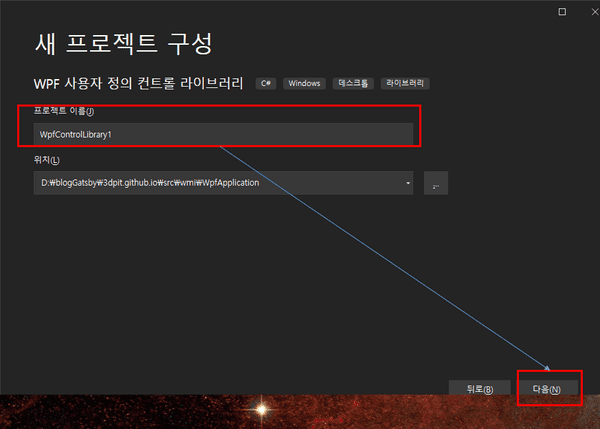 새 프로젝트 구성
WPF 사용자 정의 컨트롤 라이브러리 C# Windows 데스크톱 라이브러리
프로젝트 이름(J)
WpfControlLibrary1
위치(L)
D:₩blogGatsby₩3dpit.github.io₩src₩wmi₩WpfApplication
...
뒤로(B) 다음(N)